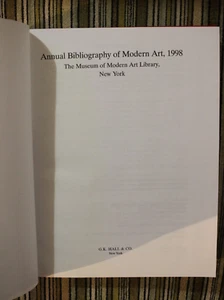 Annual Bibliography of Modern Art, 1998
The Museum of Modern Art Library,
New York
G.K. HALL & CO.
New York